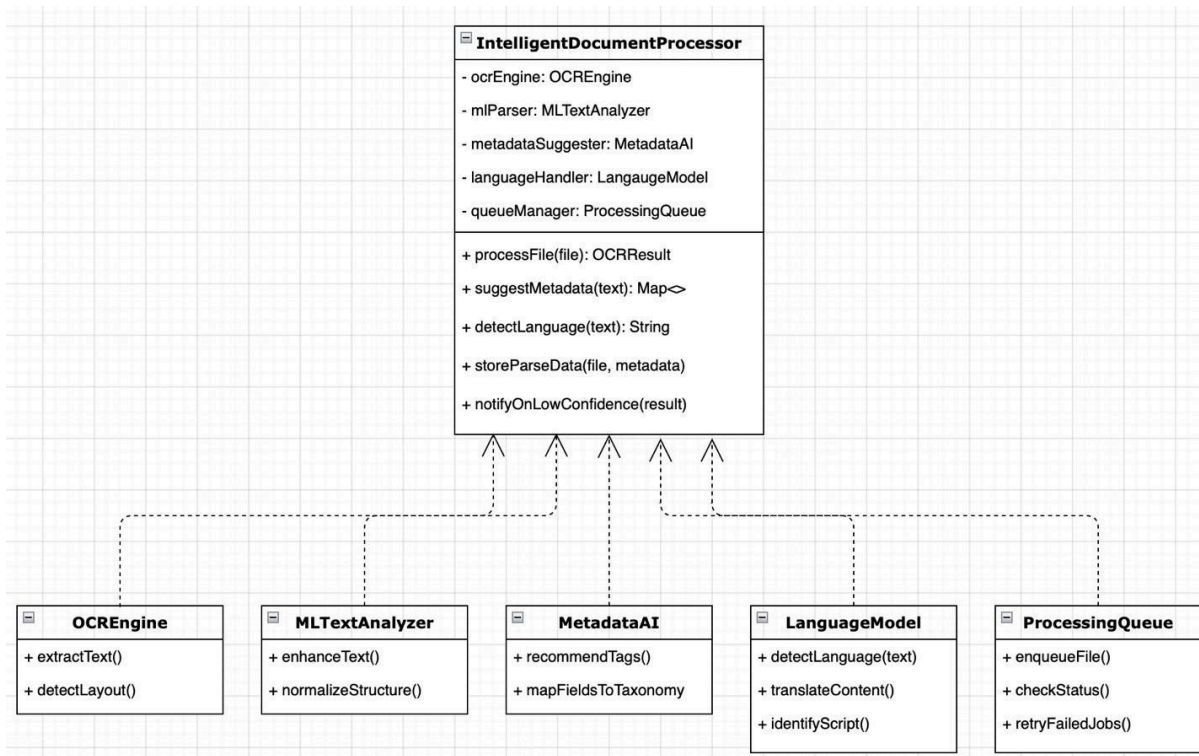 IntelligentDocumentProcessor
- ocrEngine: OCREngine
- mlParser: MLTextAnalyzer
- metadataSuggester: MetadataAI
- languageHandler: LangaugeModel
- queueManager: ProcessingQueue
+ processFile(file): OCRResult
+ suggestMetadata(text): Map<>
+ detectLanguage(text): String
+ storeParseData(file, metadata)
+ notifyOnLowConfidence(result)
OCREngine
+ extractText()
+ detectLayout()
MLTextAnalyzer
+ enhanceText()
+ normalizeStructure()
MetadataAI
+ recommendTags()
+ mapFieldsToTaxonomy
LanguageModel
+ detectLanguage(text)
+ translateContent()
+ identifyScript()
ProcessingQueue
+ enqueueFile()
+ checkStatus()
+ retryFailedJobs()